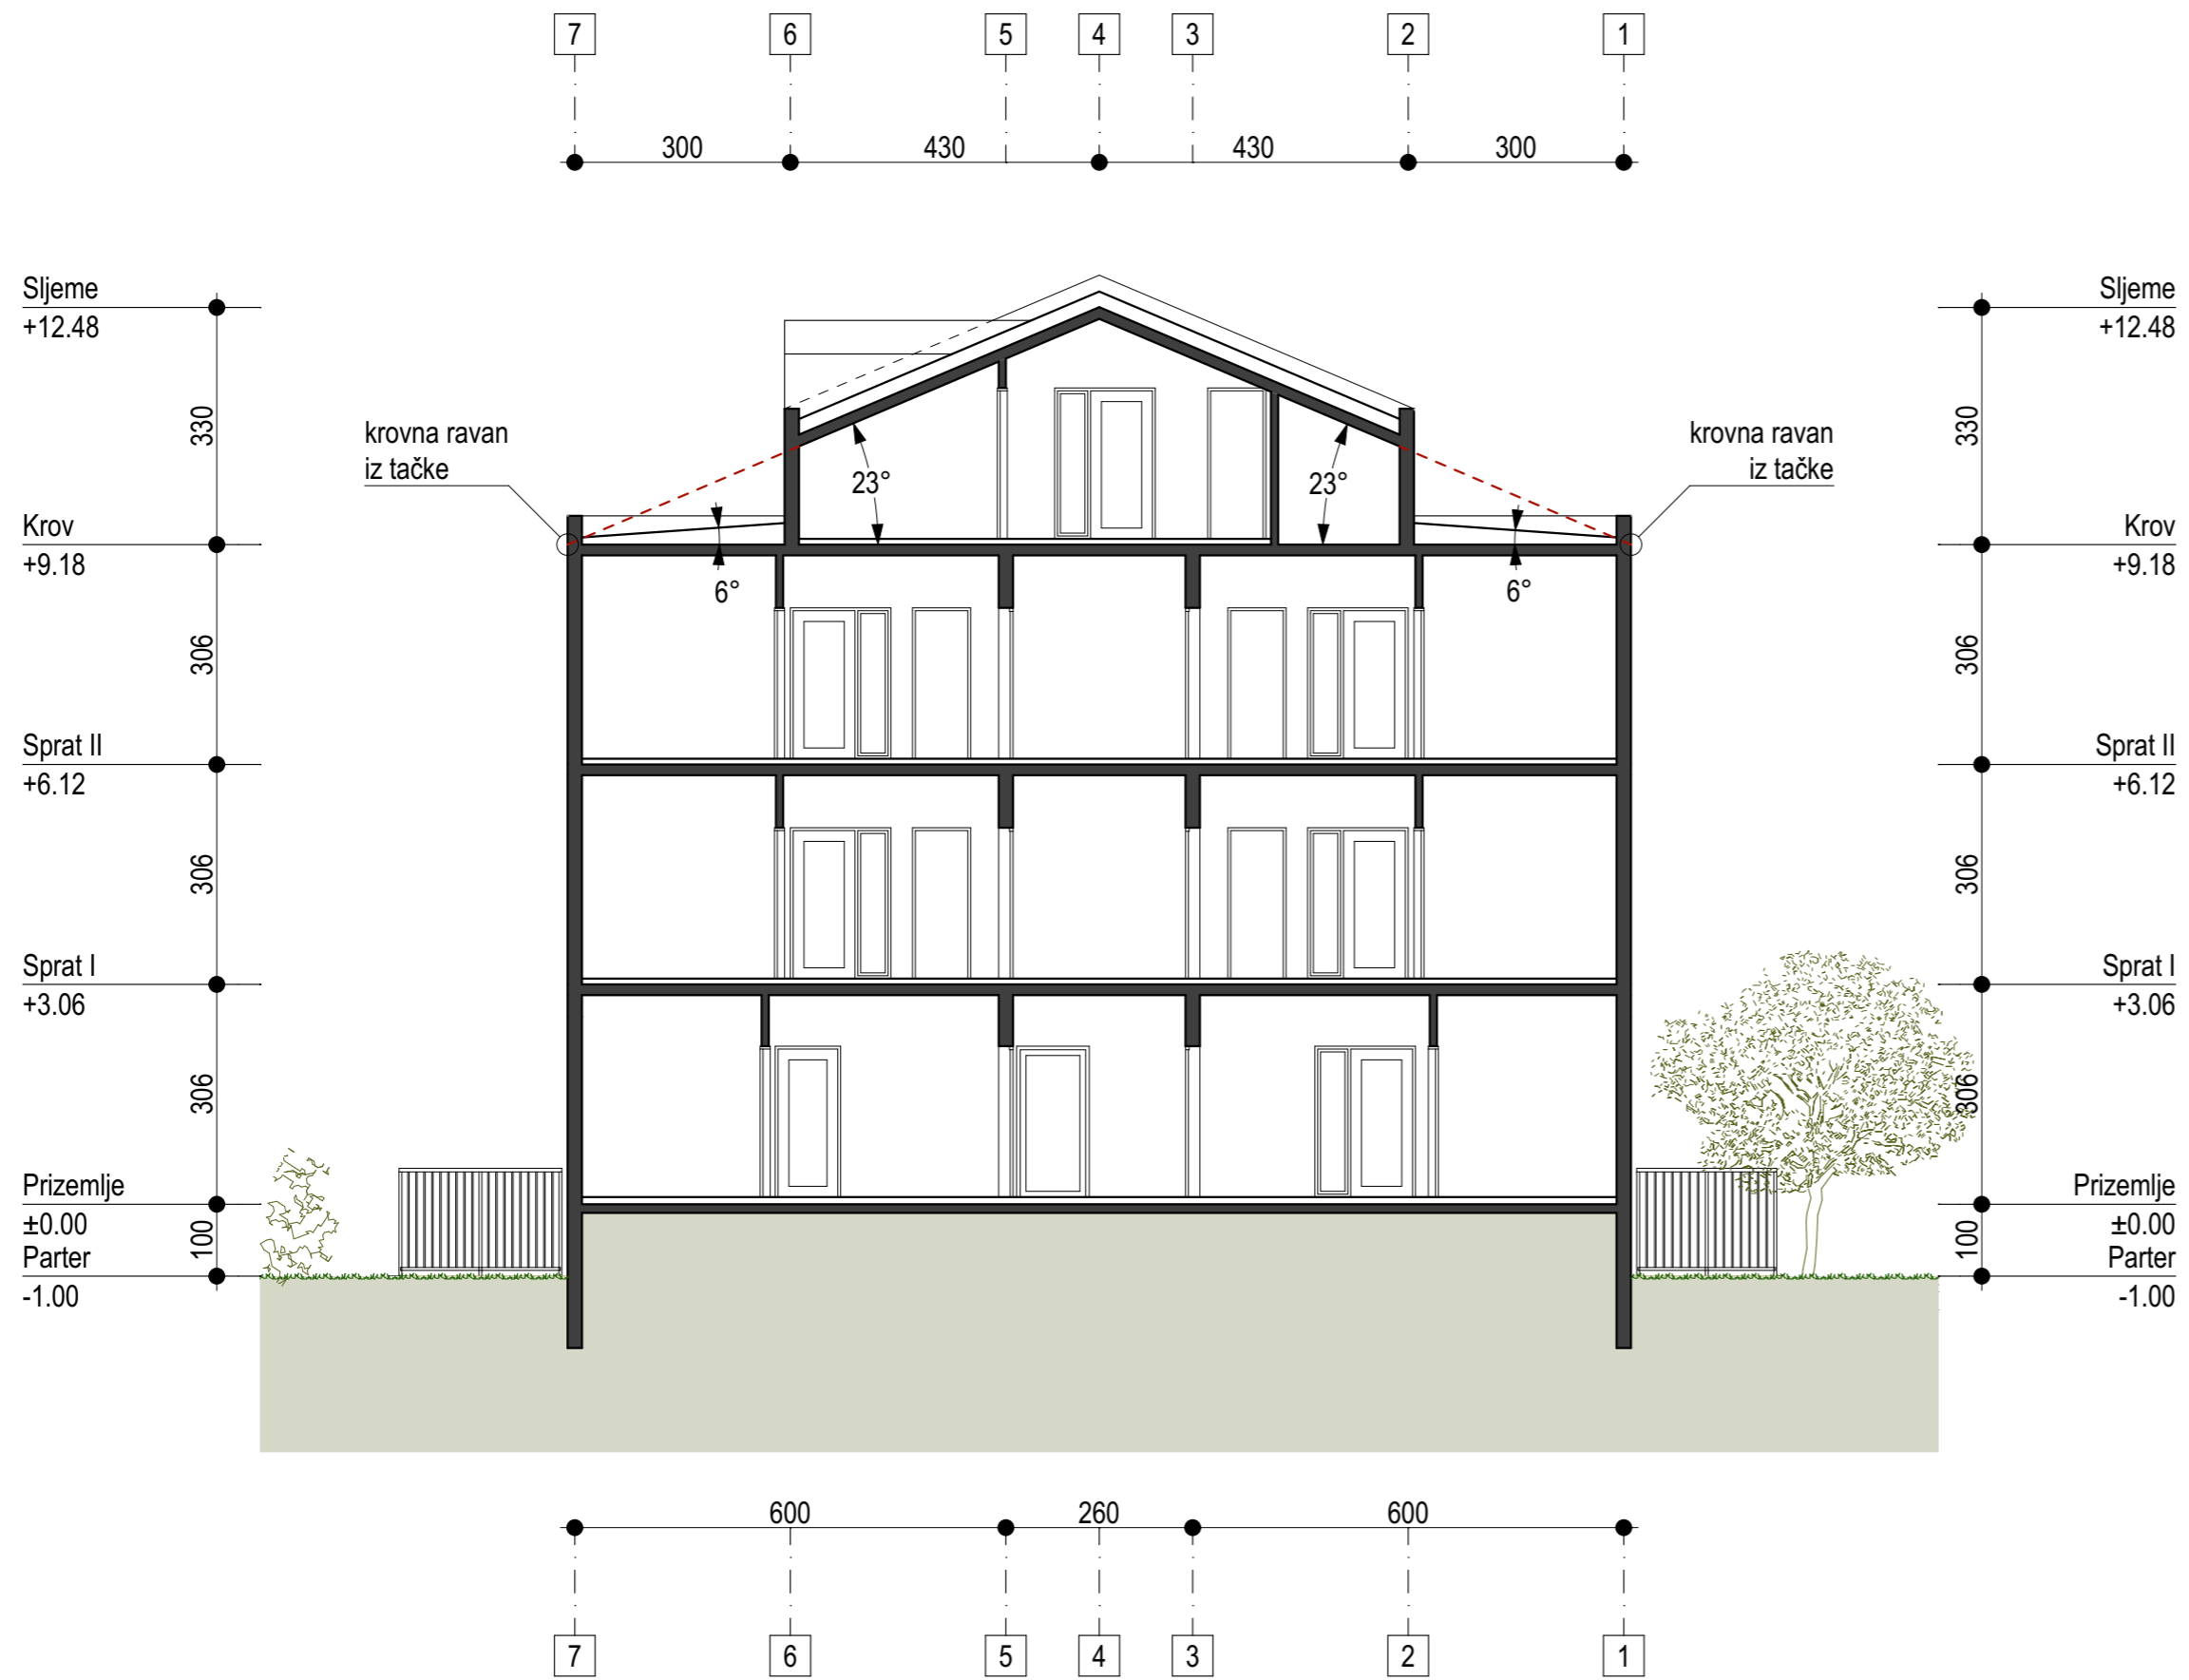 7 6 5 4 3 2 1
300 430 430 300
Sljeme
+12.48
330
Krov
+9.18
306
Sprat II
+6.12
306
Sprat I
+3.06
306
Prizemlje
±0.00
100
Parter
-1.00
krovna ravan
iz tačke
23°
23°
6°
6°
krovna ravan
iz tačke
Sljeme
+12.48
330
Krov
+9.18
306
Sprat II
+6.12
306
Sprat I
+3.06
306
Prizemlje
±0.00
100
Parter
-1.00
600 260 600
7 6 5 4 3 2 1